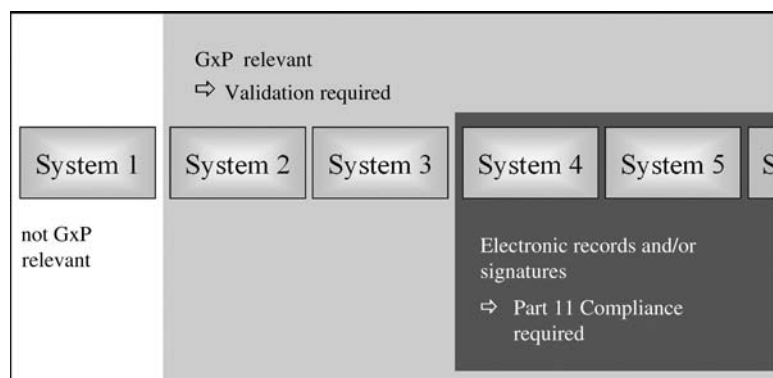 GxP relevant
⇨ Validation required
System 1
System 2
System 3
System 4
System 5
S
not GxP
relevant
Electronic records and/or
signatures
⇨ Part 11 Compliance
required